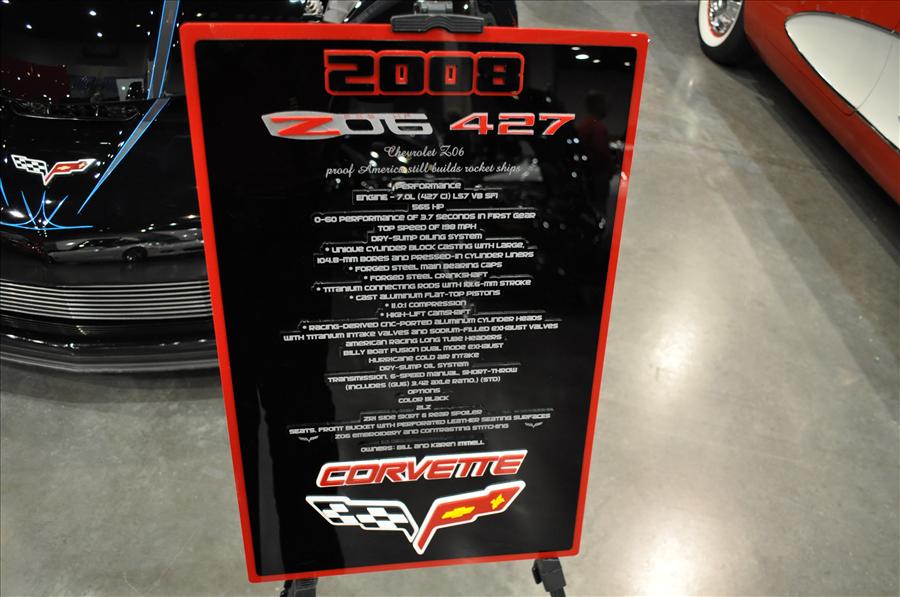 2008
Z06 427
Chevrolet Z06
proof America still builds rocket ships
PERFORMANCE
ENGINE - 7.0L (427 CI) LS7 V8 SFI
505 HP
0-60 PERFORMANCE OF 3.7 SECONDS IN FIRST GEAR
TOP SPEED OF 198 MPH
DRY-SUMP OILING SYSTEM
* UNIQUE CYLINDER BLOCK CASTING WITH LARGE,
104.8-MM BORES AND PRESSED-IN CYLINDER LINERS
* FORGED STEEL MAIN BEARING CAPS
* FORGED STEEL CRANKSHAFT
* TITANIUM CONNECTING RODS WITH 101.6-MM STROKE
* CAST ALUMINUM FLAT-TOP PISTONS
* 11.0:1 COMPRESSION
* HIGH-LIFT CAMSHAFT
* RACING-DERIVED CNC-PORTED ALUMINUM CYLINDER HEADS
WITH TITANIUM INTAKE VALVES AND SODIUM-FILLED EXHAUST VALVES
AMERICAN RACING LONG TUBE HEADERS
BILLY BOAT FUSION DUAL MODE EXHAUST
HURRICANE COLD AIR INTAKE
DRY-SUMP OIL SYSTEM
TRANSMISSION, 6-SPEED MANUAL, SHORT-THROW
(INCLUDES (GU6) 3.42 AXLE RATIO.) (STD)
OPTIONS
COLOR BLACK
2LZ
ZR1 SIDE SKIRT & REAR SPOILER
SEATS, FRONT BUCKET WITH PERFORATED LEATHER SEATING SURFACES
Z06 EMBROIDERY AND CONTRASTING STITCHING
OWNERS: BILL AND KAREN IMMELL
CORVETTE